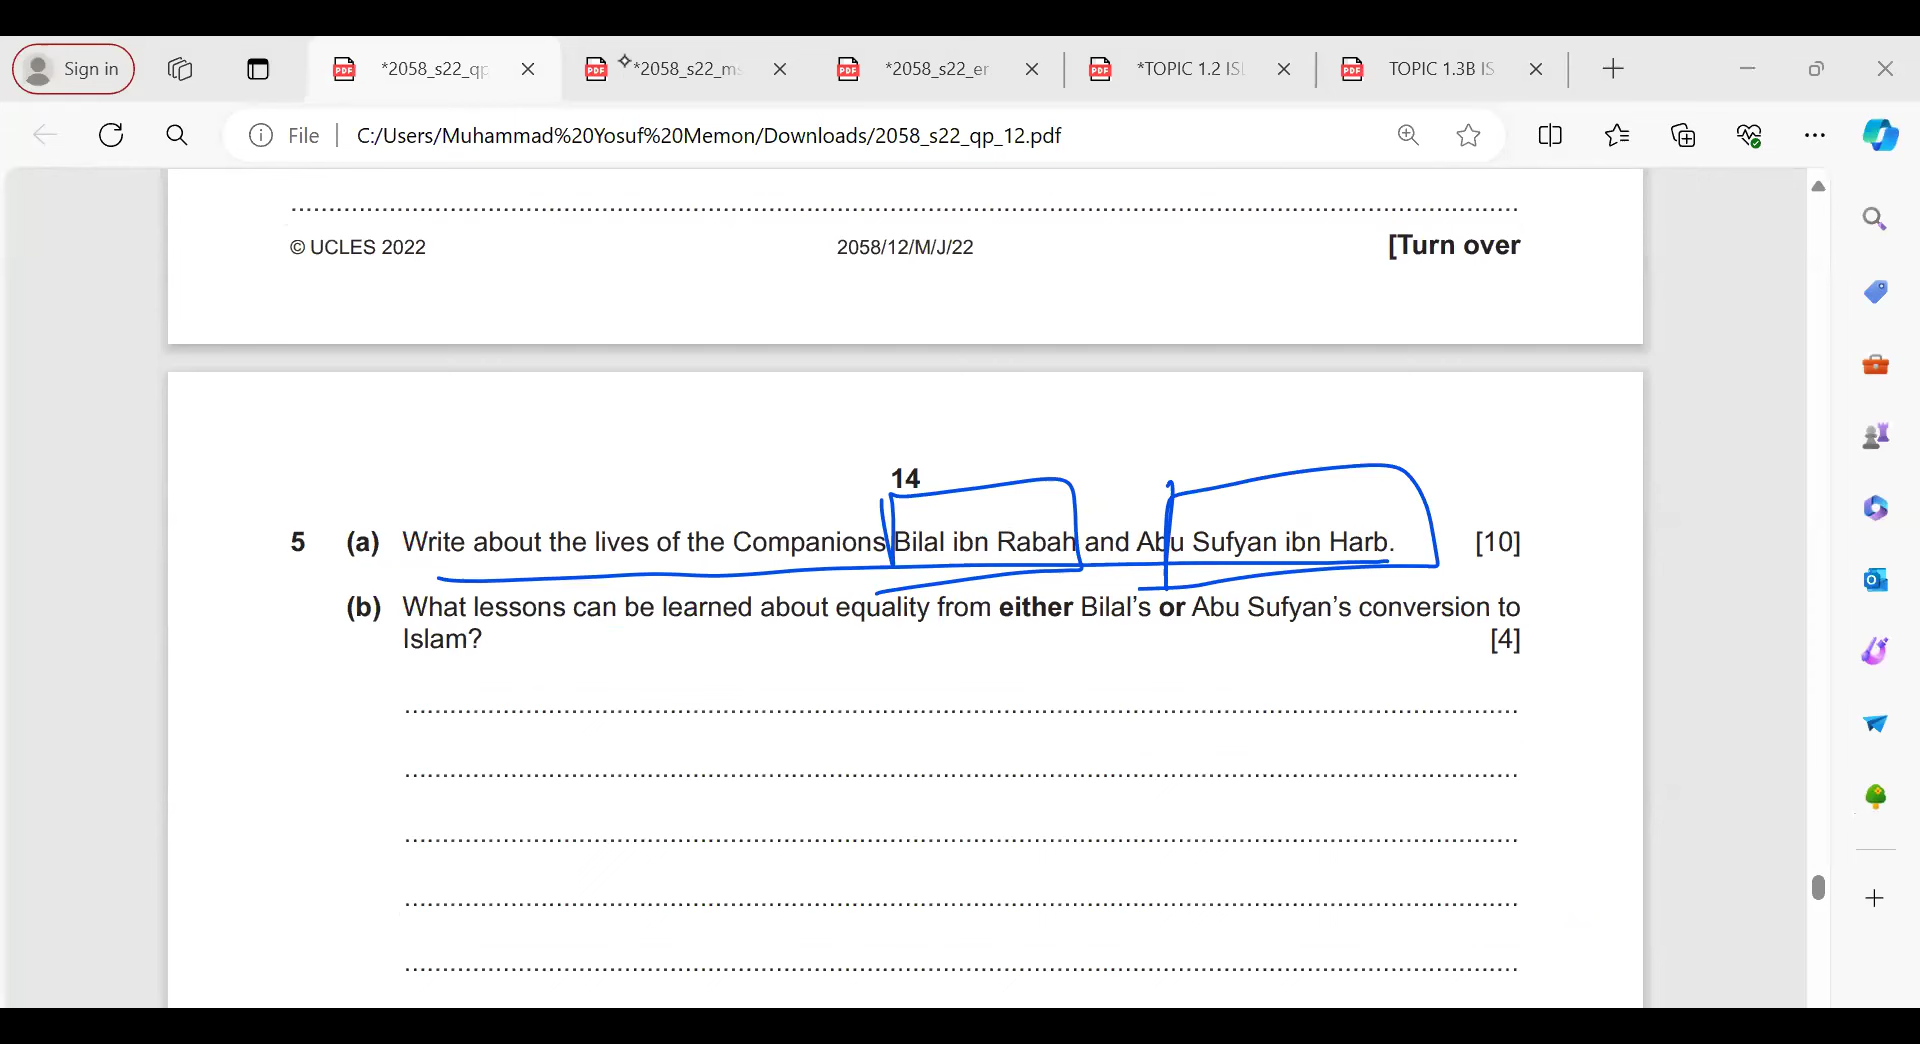 Sign in
*2058_s22_qp
*2058_s22_ms
*2058_s22_er
*TOPIC 1.2 ISL
TOPIC 1.3B IS
File
C:/Users/Muhammad%20Yosuf%20Memon/Downloads/2058_s22_qp_12.pdf
© UCLES 2022
2058/12/M/J/22
[Turn over
14
5 (a) Write about the lives of the Companions Bilal ibn Rabah and Abu Sufyan ibn Harb. [10]
(b) What lessons can be learned about equality from either Bilal's or Abu Sufyan's conversion to
Islam? [4]